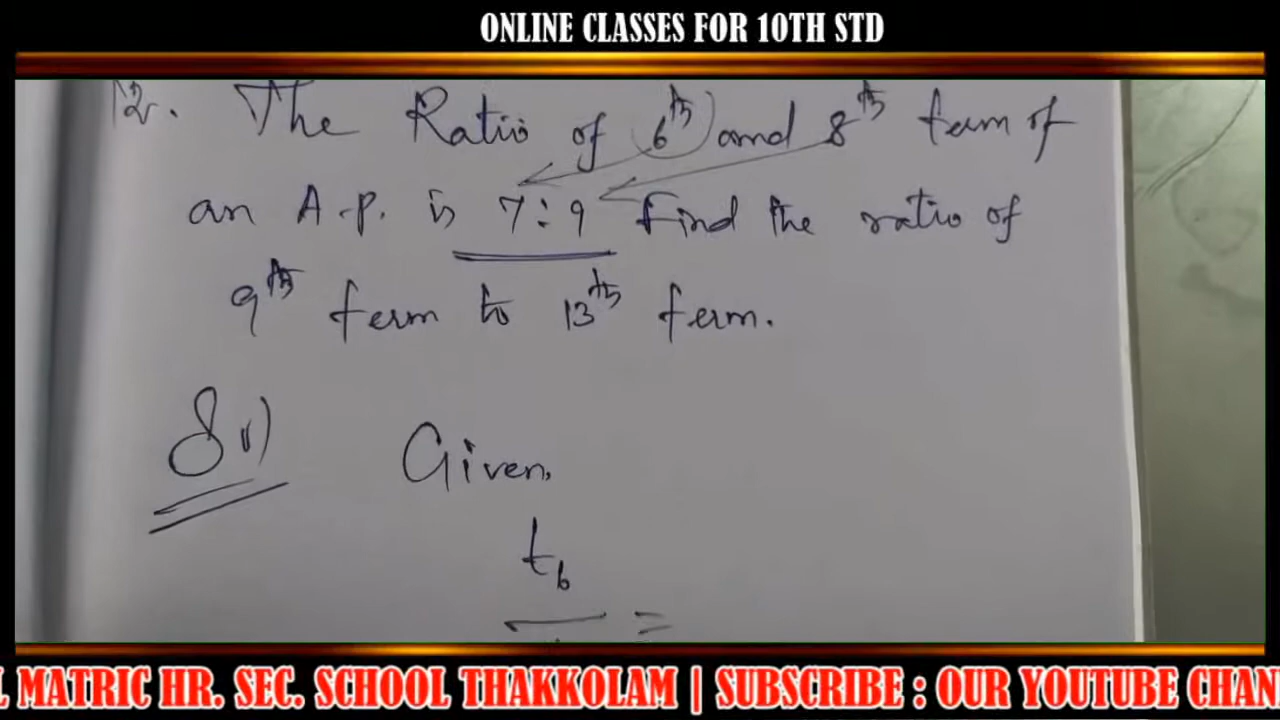 ONLINE CLASSES FOR 10TH STD
12. The Ratio of 6th and 8th term of
an A.P. is 7:9 Find the ratio of
9th term to 13th term.
Sol)
Given,
t6
=
L MATRIC HR. SEC. SCHOOL THAKKOLAM | SUBSCRIBE : OUR YOUTUBE CHAN